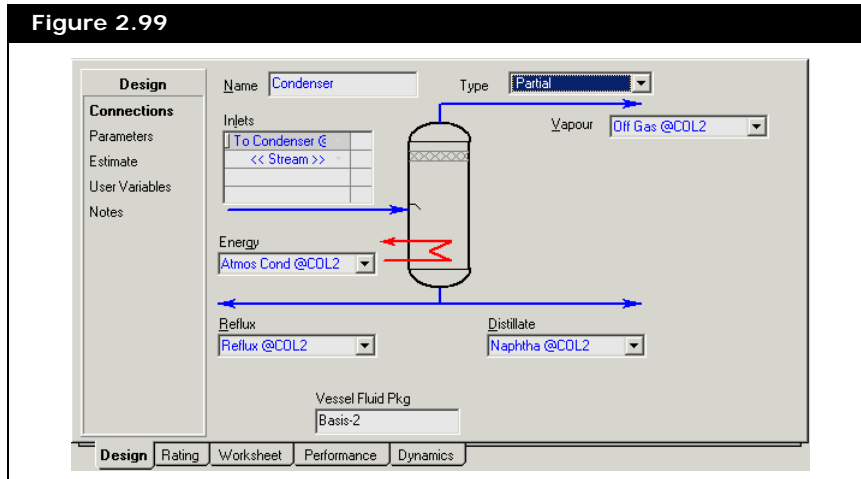 Figure 2.99
Design
Connections
Parameters
Estimate
User Variables
Notes
Name Condenser
Type Partial
Inlets
To Condenser @
<< Stream >>
Vapour Off Gas @COL2
Energy
Atmos Cond @COL2
Reflux
Reflux @COL2
Distillate
Naphtha @COL2
Vessel Fluid Pkg
Basis-2
Design Rating Worksheet Performance Dynamics